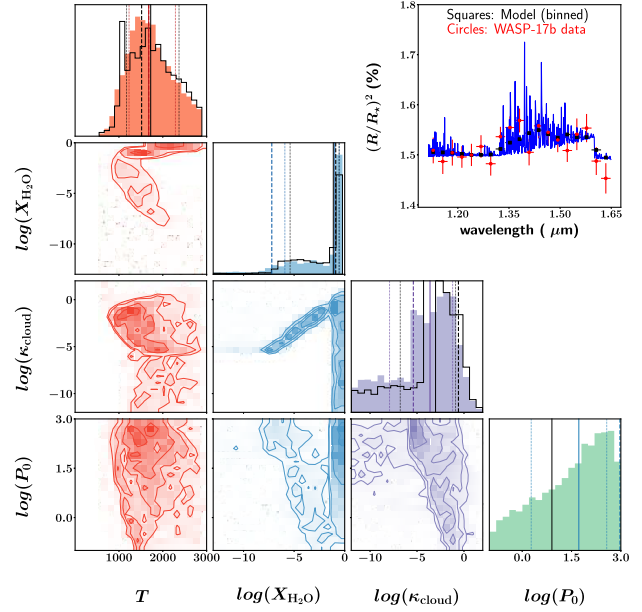 Squares: Model (binned)
Circles: WASP-17b data
(R/R⋆)² (%)
1.8
1.7
1.6
1.5
1.4
1.20
1.35
1.50
1.65
wavelength ( μm)
log(X_H₂O)
0
−5
−10
log(κ_cloud)
0
−5
−10
log(P₀)
3.0
1.5
0.0
1000
2000
3000
−10
−5
0
−10
−5
0
0.0
1.5
3.0
T
log(X_H₂O)
log(κ_cloud)
log(P₀)